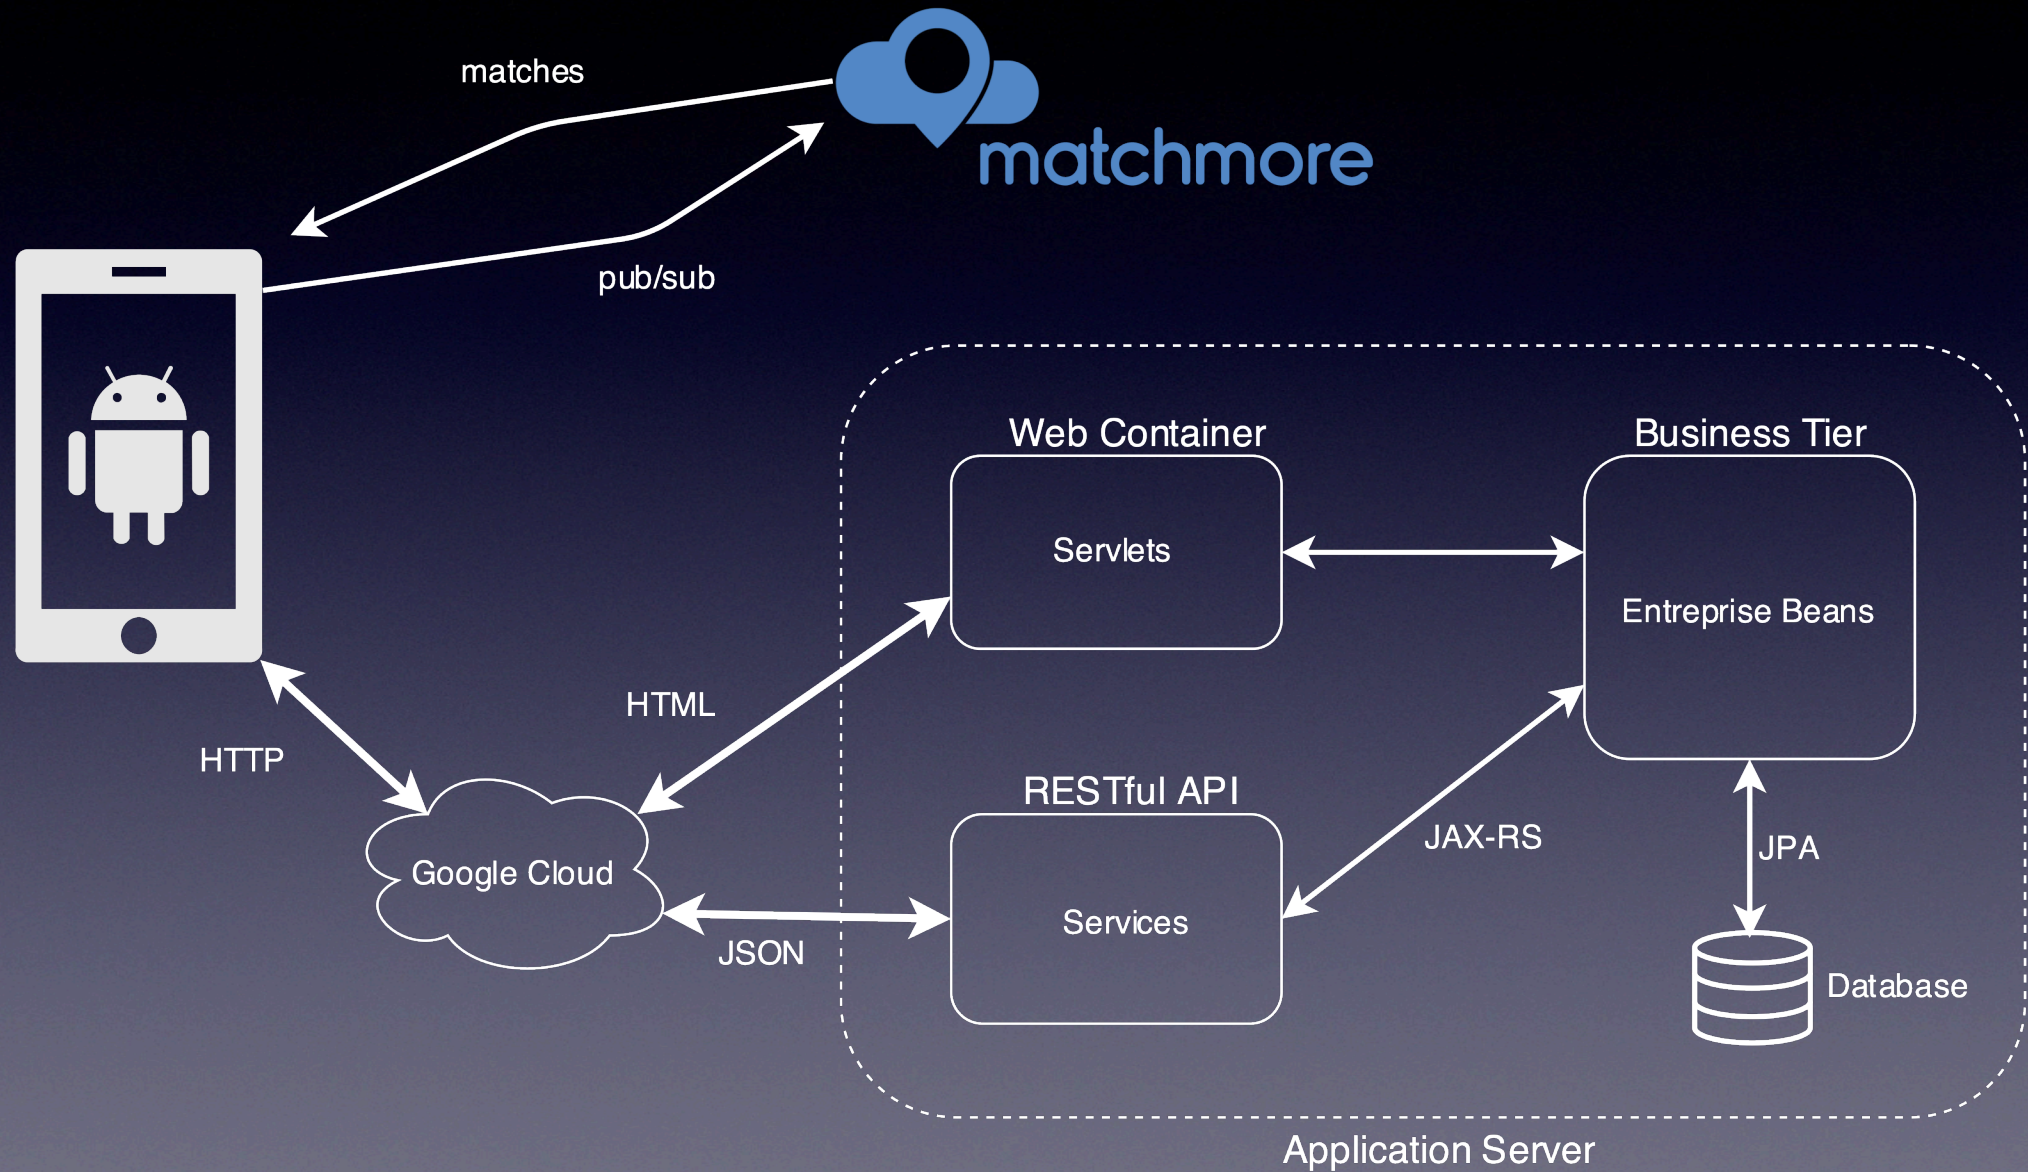 matches
matchmore
pub/sub
Web Container
Business Tier
Servlets
Entreprise Beans
HTML
HTTP
RESTful API
JAX-RS
JPA
Google Cloud
Services
JSON
Database
Application Server